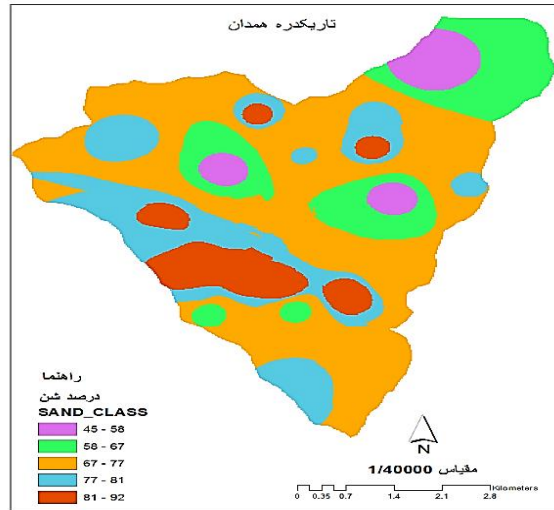 تاریکدره همدان
راهنما
درصد شن
SAND_CLASS
45 - 58
58 - 67
67 - 77
77 - 81
81 - 92
N
مقیاس 1/40000
Kilometers
0 0.35 0.7 1.4 2.1 2.8